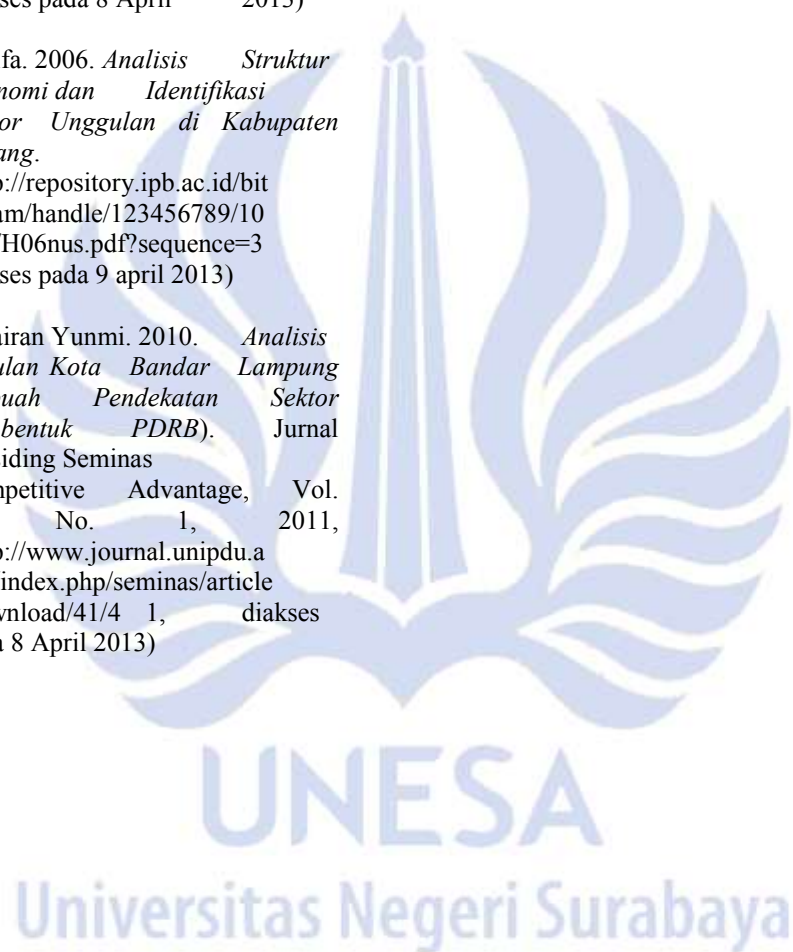 ses pada 8 April 2013)
fa. 2006. Analisis Struktur
nomi dan Identifikasi
or Unggulan di Kabupaten
ang.
://repository.ipb.ac.id/bit
am/handle/123456789/10
H06nus.pdf?sequence=3
ses pada 9 april 2013)
iran Yunmi. 2010. Analisis
ulan Kota Bandar Lampung
uah Pendekatan Sektor
bentuk PDRB). Jurnal
iding Seminas
mpetitive Advantage, Vol.
No. 1, 2011,
://www.journal.unipdu.a
index.php/seminas/article
wnload/41/4 1, diakses
a 8 April 2013)
UNESA
Universitas Negeri Surabaya